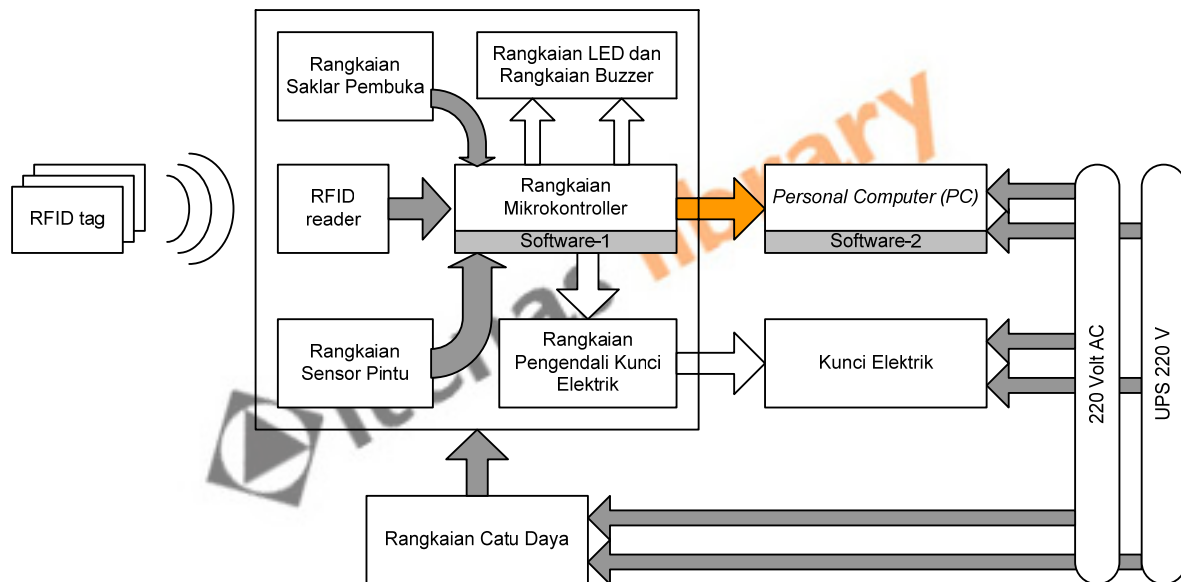 Rangkaian
Saklar Pembuka
Rangkaian LED dan
Rangkaian Buzzer
RFID tag
RFID
reader
Rangkaian
Mikrokontroller
Software-1
Personal Computer (PC)
Software-2
Rangkaian
Sensor Pintu
Rangkaian
Pengendali Kunci
Elektrik
Kunci Elektrik
220 Volt AC
UPS 220 V
Rangkaian Catu Daya
itenas library